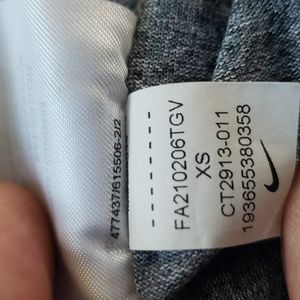 477437/615506-2/2
- - - - - - -
FA210206TGV
XS
CT2913-011
193655380358